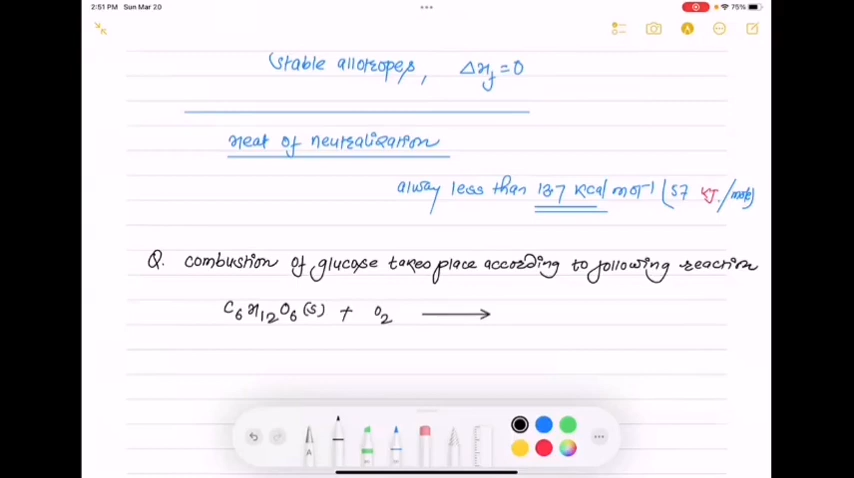 2:51 PM Sun Mar 20
75%
Stable allotropes, ΔHf=0
Heat of neutralization
alway less than 13.7 Kcal mol-1 (57 KJ/mole)
Q. combustion of glucose takes place according to following reaction
C6H12O6(s) + O2 ⟶
A